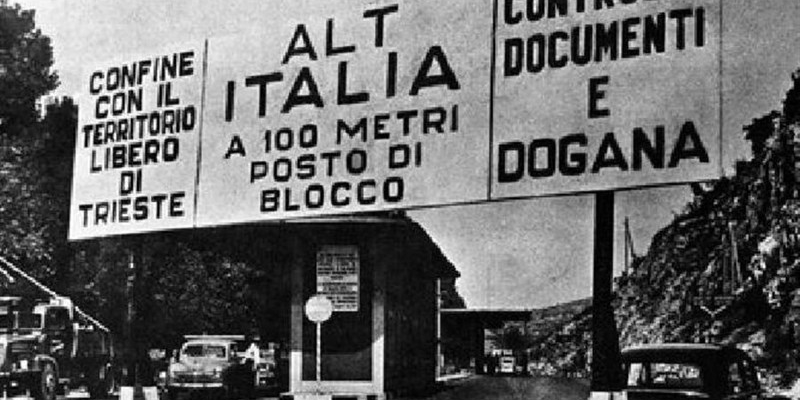 CONFINE
CON IL
TERRITORIO
LIBERO
DI
TRIESTE
ALT
ITALIA
A 100 METRI
POSTO DI
BLOCCO
DOCUMENTI
E
DOGANA